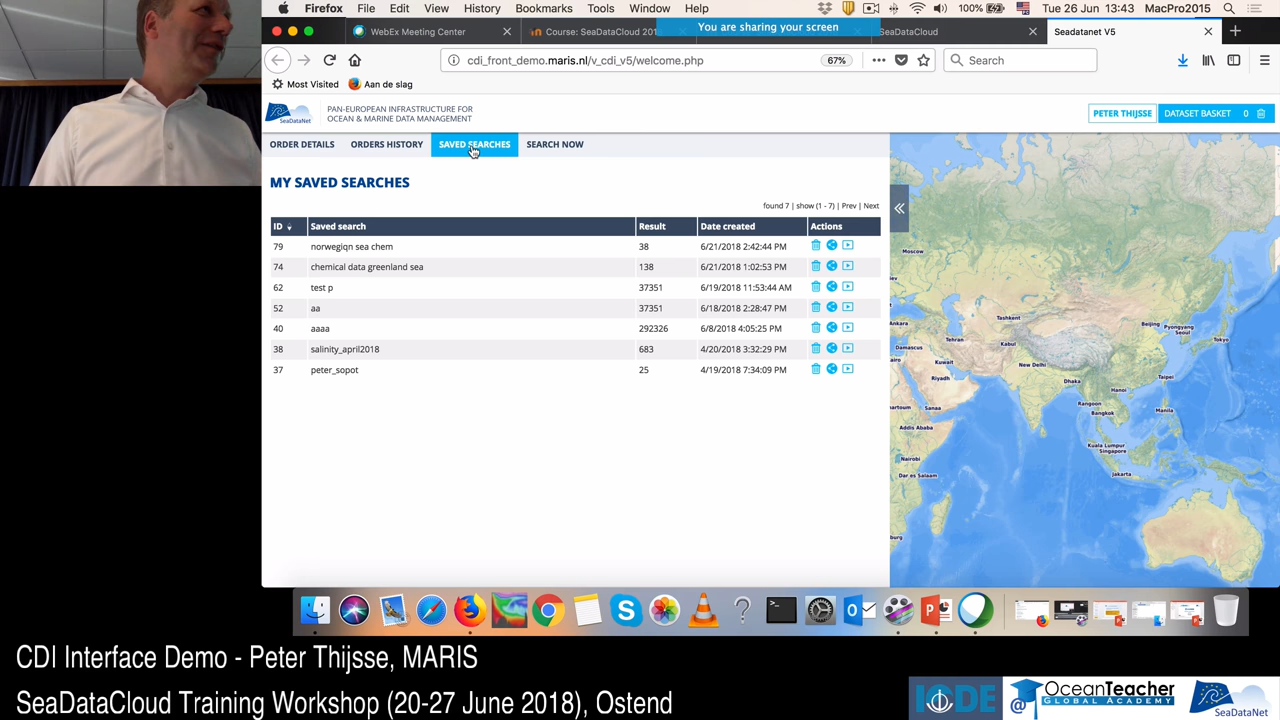 Firefox File Edit View History Bookmarks Tools Window Help
100% Tue 26 Jun 13:43 MacPro2015
You are sharing your screen
WebEx Meeting Center
Course: SeaDataCloud 201
SeaDataCloud
Seadatanet V5
cdi_front_demo.maris.nl/v_cdi_v5/welcome.php
67%
Search
Most Visited
Aan de slag
SeaDataNet
PAN-EUROPEAN INFRASTRUCTURE FOR
OCEAN & MARINE DATA MANAGEMENT
PETER THIJSSE
DATASET BASKET 0
ORDER DETAILS
ORDERS HISTORY
SAVED SEARCHES
SEARCH NOW
MY SAVED SEARCHES
found 7 | show (1 - 7) | Prev | Next
ID Saved search Result Date created Actions
79 norwegiqn sea chem 38 6/21/2018 2:42:44 PM
74 chemical data greenland sea 138 6/21/2018 1:02:53 PM
62 test p 37351 6/19/2018 11:53:44 AM
52 aa 37351 6/18/2018 2:28:47 PM
40 aaaa 292326 6/8/2018 4:05:25 PM
38 salinity_april2018 683 4/20/2018 3:32:29 PM
37 peter_sopot 25 4/19/2018 7:34:09 PM
Moscow
Ankara
Tashkent
Beijing
Pyongyang
Seoul
Tokyo
Damascus
Tehran
Kabul
Kuwait
New Delhi
Riyadh
Dhaka
Taipei
Hanoi
Sanaa
Rangoon
Bangkok
Manila
Addis Ababa
Kuala Lumpur
Singapore
Nairobi
Jakarta
Dar es Salaam
CDI Interface Demo - Peter Thijsse, MARIS
SeaDataCloud Training Workshop (20-27 June 2018), Ostend
IODE
@
OceanTeacher
GLOBAL ACADEMY
SeaDataNet